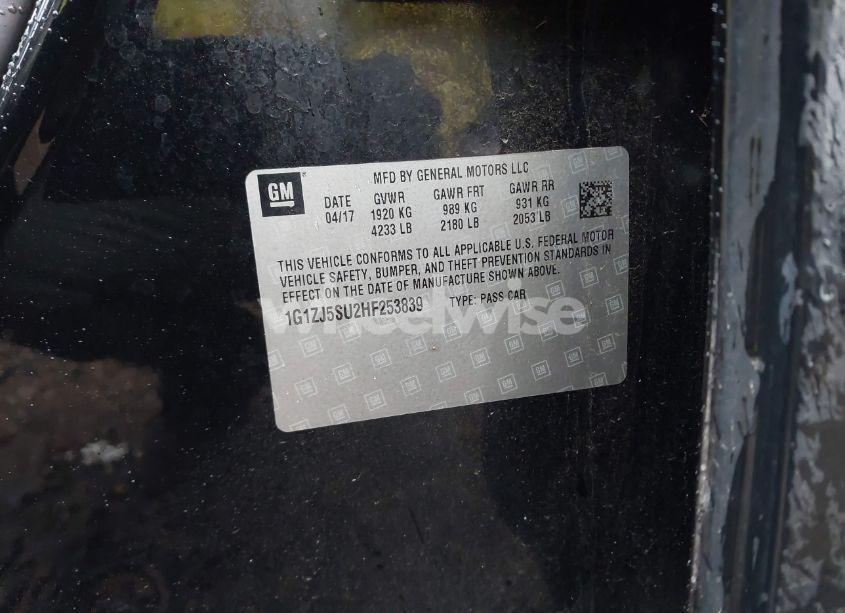 GM
MFD BY GENERAL MOTORS LLC
DATE GVWR GAWR FRT GAWR RR
04/17 1920 KG 989 KG 931 KG
4233 LB 2180 LB 2053 LB
THIS VEHICLE CONFORMS TO ALL APPLICABLE U.S. FEDERAL MOTOR
VEHICLE SAFETY, BUMPER, AND THEFT PREVENTION STANDARDS IN
EFFECT ON THE DATE OF MANUFACTURE SHOWN ABOVE.
1G1ZJ5SU2HF253839 TYPE: PASS CAR
wheelwise